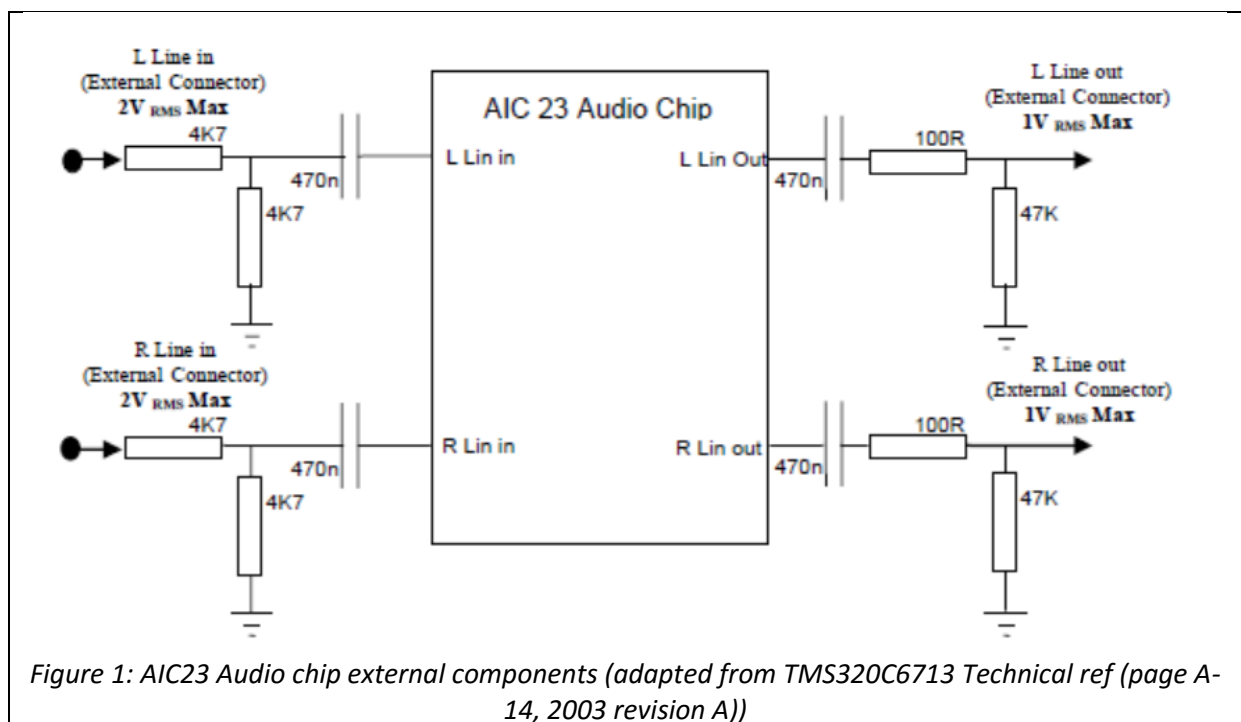 L Line in
(External Connector)
2V RMS Max
4K7
470n
4K7
L Lin in
AIC 23 Audio Chip
L Lin Out
470n
100R
L Line out
(External Connector)
1V RMS Max
47K
R Line in
(External Connector)
2V RMS Max
4K7
470n
4K7
R Lin in
R Lin out
470n
100R
R Line out
(External Connector)
1V RMS Max
47K
Figure 1: AIC23 Audio chip external components (adapted from TMS320C6713 Technical ref (page A-
14, 2003 revision A))